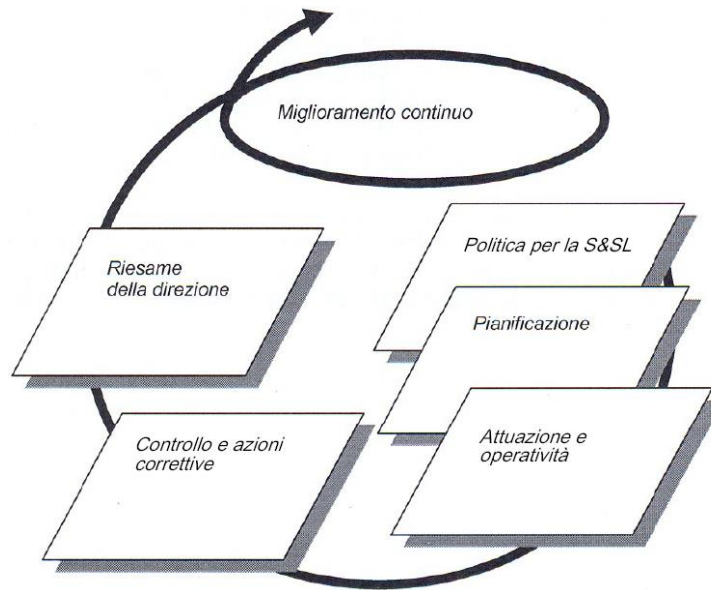 Miglioramento continuo
Politica per la S&SL
Pianificazione
Attuazione e
operatività
Controllo e azioni
correttive
Riesame
della direzione